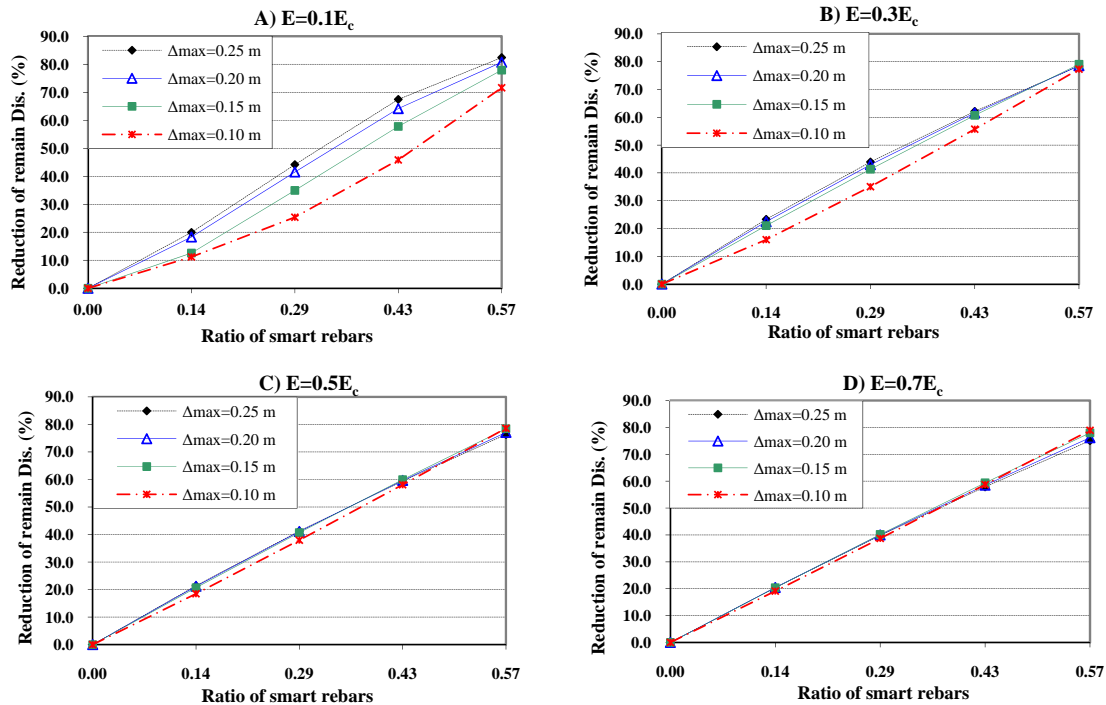 A) E=0.1Ec
Reduction of remain Dis. (%)
90.0
80.0
70.0
60.0
50.0
40.0
30.0
20.0
10.0
0.0
Δmax=0.25 m
Δmax=0.20 m
Δmax=0.15 m
Δmax=0.10 m
0.00 0.14 0.29 0.43 0.57
Ratio of smart rebars
B) E=0.3Ec
Reduction of remain Dis. (%)
90.0
80.0
70.0
60.0
50.0
40.0
30.0
20.0
10.0
0.0
Δmax=0.25 m
Δmax=0.20 m
Δmax=0.15 m
Δmax=0.10 m
0.00 0.14 0.29 0.43 0.57
Ratio of smart rebars
C) E=0.5Ec
Reduction of remain Dis. (%)
90.0
80.0
70.0
60.0
50.0
40.0
30.0
20.0
10.0
0.0
Δmax=0.25 m
Δmax=0.20 m
Δmax=0.15 m
Δmax=0.10 m
0.00 0.14 0.29 0.43 0.57
Ratio of smart rebars
D) E=0.7Ec
Reduction of remain Dis. (%)
90.0
80.0
70.0
60.0
50.0
40.0
30.0
20.0
10.0
0.0
Δmax=0.25 m
Δmax=0.20 m
Δmax=0.15 m
Δmax=0.10 m
0.00 0.14 0.29 0.43 0.57
Ratio of smart rebars